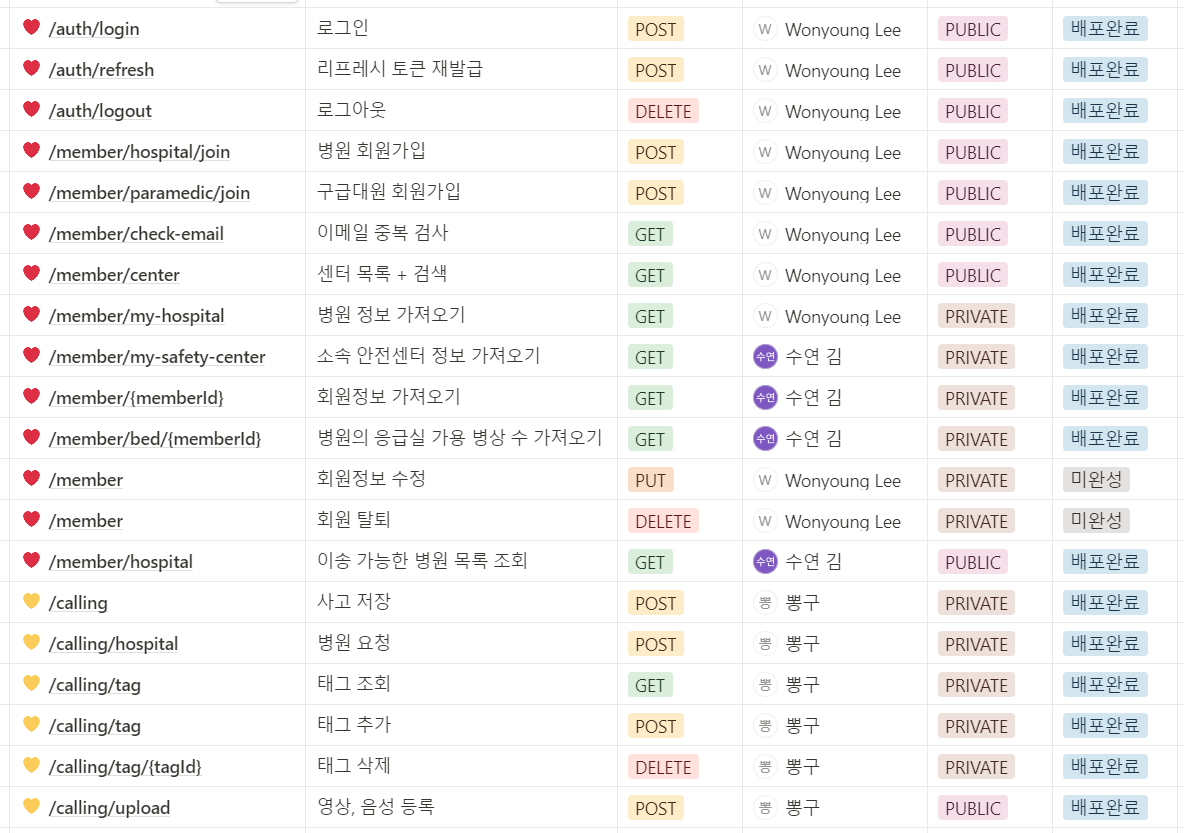 /auth/login 로그인 POST W Wonyoung Lee PUBLIC 배포완료
/auth/refresh 리프레시 토큰 재발급 POST W Wonyoung Lee PUBLIC 배포완료
/auth/logout 로그아웃 DELETE W Wonyoung Lee PUBLIC 배포완료
/member/hospital/join 병원 회원가입 POST W Wonyoung Lee PUBLIC 배포완료
/member/paramedic/join 구급대원 회원가입 POST W Wonyoung Lee PUBLIC 배포완료
/member/check-email 이메일 중복 검사 GET W Wonyoung Lee PUBLIC 배포완료
/member/center 센터 목록 + 검색 GET W Wonyoung Lee PUBLIC 배포완료
/member/my-hospital 병원 정보 가져오기 GET W Wonyoung Lee PRIVATE 배포완료
/member/my-safety-center 소속 안전센터 정보 가져오기 GET 수연 수연 김 PRIVATE 배포완료
/member/{memberId} 회원정보 가져오기 GET 수연 수연 김 PRIVATE 배포완료
/member/bed/{memberId} 병원의 응급실 가용 병상 수 가져오기 GET 수연 수연 김 PRIVATE 배포완료
/member 회원정보 수정 PUT W Wonyoung Lee PRIVATE 미완성
/member 회원 탈퇴 DELETE W Wonyoung Lee PRIVATE 미완성
/member/hospital 이송 가능한 병원 목록 조회 GET 수연 수연 김 PUBLIC 배포완료
/calling 사고 저장 POST 뽕 뽕구 PRIVATE 배포완료
/calling/hospital 병원 요청 POST 뽕 뽕구 PRIVATE 배포완료
/calling/tag 태그 조회 GET 뽕 뽕구 PRIVATE 배포완료
/calling/tag 태그 추가 POST 뽕 뽕구 PRIVATE 배포완료
/calling/tag/{tagId} 태그 삭제 DELETE 뽕 뽕구 PRIVATE 배포완료
/calling/upload 영상, 음성 등록 POST 뽕 뽕구 PUBLIC 배포완료